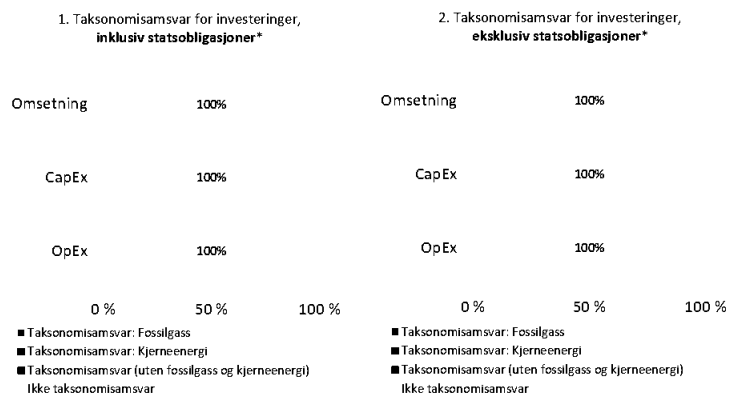 1. Taksonomisamsvar for investeringer,
inklusiv statsobligasjoner*
Omsetning 100%
CapEx 100%
OpEx 100%
0 % 50 % 100 %
■ Taksonomisamsvar: Fossilgass
■ Taksonomisamsvar: Kjerneenergi
■ Taksonomisamsvar (uten fossilgass og kjerneenergi)
Ikke taksonomisamsvar
2. Taksonomisamsvar for investeringer,
eksklusiv statsobligasjoner*
Omsetning 100%
CapEx 100%
OpEx 100%
0 % 50 % 100 %
■ Taksonomisamsvar: Fossilgass
■ Taksonomisamsvar: Kjerneenergi
■ Taksonomisamsvar (uten fossilgass og kjerneenergi)
Ikke taksonomisamsvar